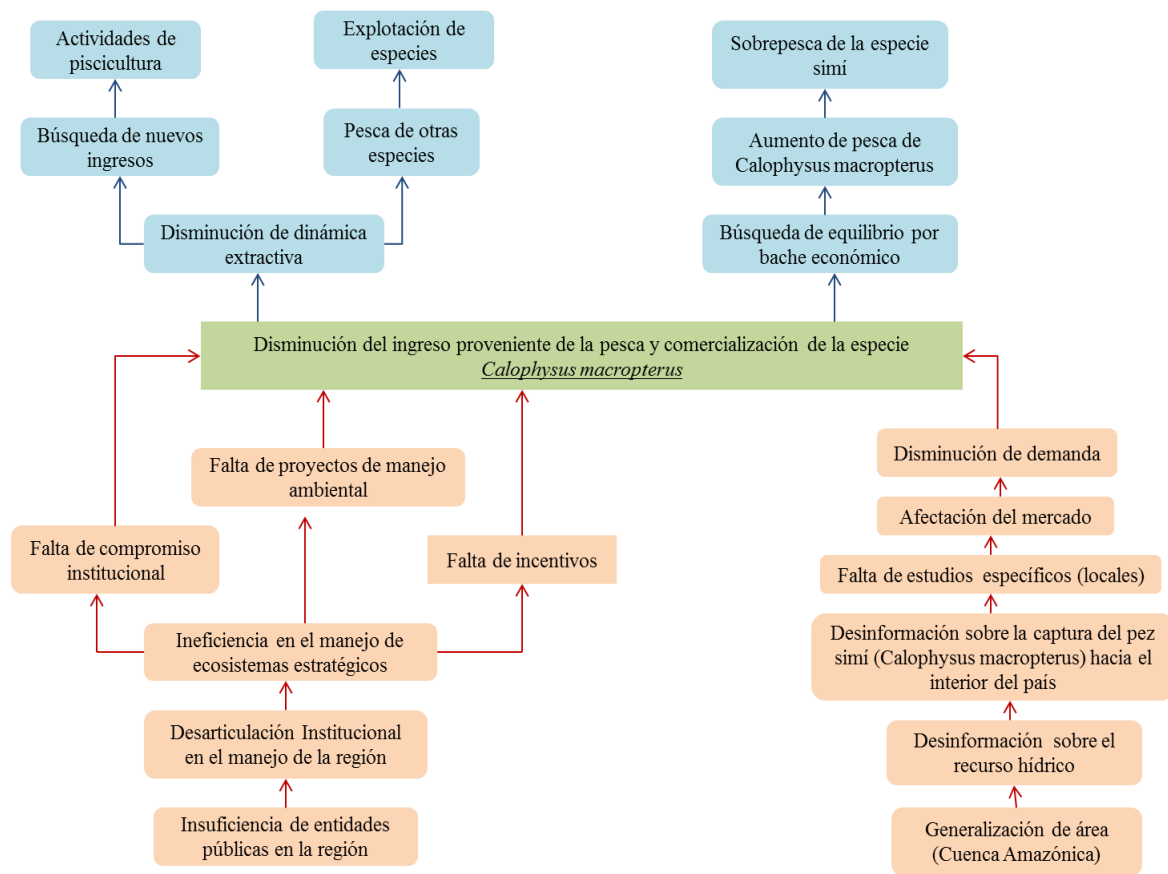 Actividades de
piscicultura
Explotación de
especies
Sobrepesca de la especie
simí
Búsqueda de nuevos
ingresos
Pesca de otras
especies
Aumento de pesca de
Calophysus macropterus
Disminución de dinámica
extractiva
Búsqueda de equilibrio por
bache económico
Disminución del ingreso proveniente de la pesca y comercialización de la especie
Calophysus macropterus
Falta de proyectos de manejo
ambiental
Disminución de demanda
Afectación del mercado
Falta de compromiso
institucional
Falta de incentivos
Falta de estudios específicos (locales)
Ineficiencia en el manejo de
ecosistemas estratégicos
Desinformación sobre la captura del pez
simí (Calophysus macropterus) hacia el
interior del país
Desarticulación Institucional
en el manejo de la región
Desinformación sobre el
recurso hídrico
Insuficiencia de entidades
públicas en la región
Generalización de área
(Cuenca Amazónica)